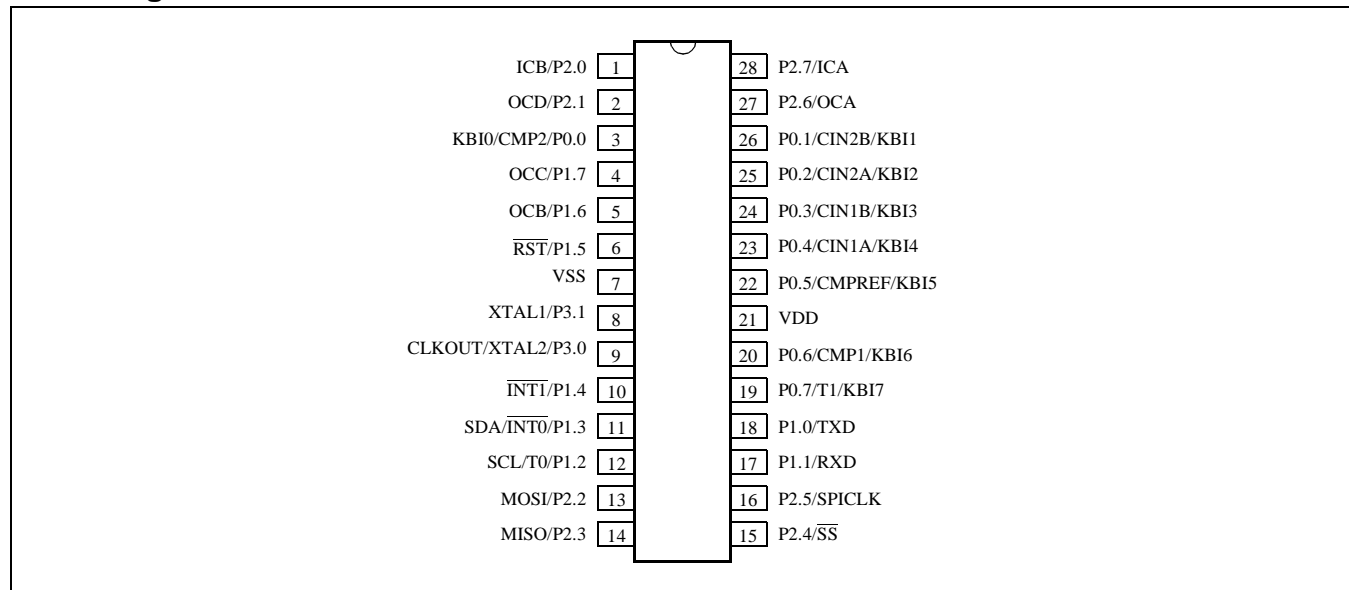 ICB/P2.0 1 28 P2.7/ICA
OCD/P2.1 2 27 P2.6/OCA
KBI0/CMP2/P0.0 3 26 P0.1/CIN2B/KBI1
OCC/P1.7 4 25 P0.2/CIN2A/KBI2
OCB/P1.6 5 24 P0.3/CIN1B/KBI3
R̅S̅T̅/P1.5 6 23 P0.4/CIN1A/KBI4
VSS 7 22 P0.5/CMPREF/KBI5
XTAL1/P3.1 8 21 VDD
CLKOUT/XTAL2/P3.0 9 20 P0.6/CMP1/KBI6
I̅N̅T̅1̅/P1.4 10 19 P0.7/T1/KBI7
SDA/I̅N̅T̅0̅/P1.3 11 18 P1.0/TXD
SCL/T0/P1.2 12 17 P1.1/RXD
MOSI/P2.2 13 16 P2.5/SPICLK
MISO/P2.3 14 15 P2.4/S̅S̅